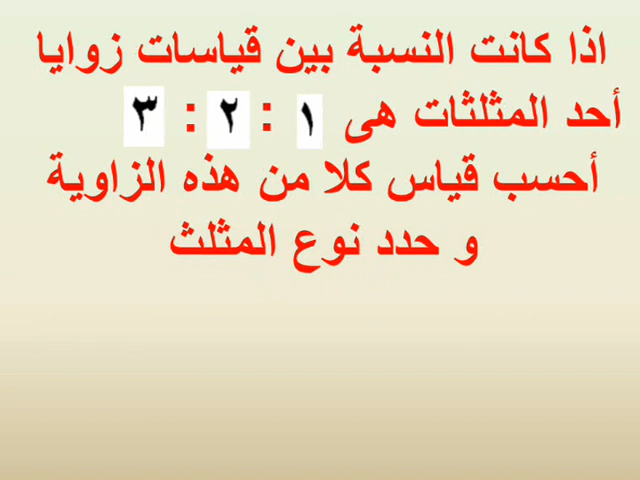 اذا كانت النسبة بين قياسات زوايا
أحد المثلثات هى ١ : ٢ : ٣
أحسب قياس كلا من هذه الزاوية
و حدد نوع المثلث